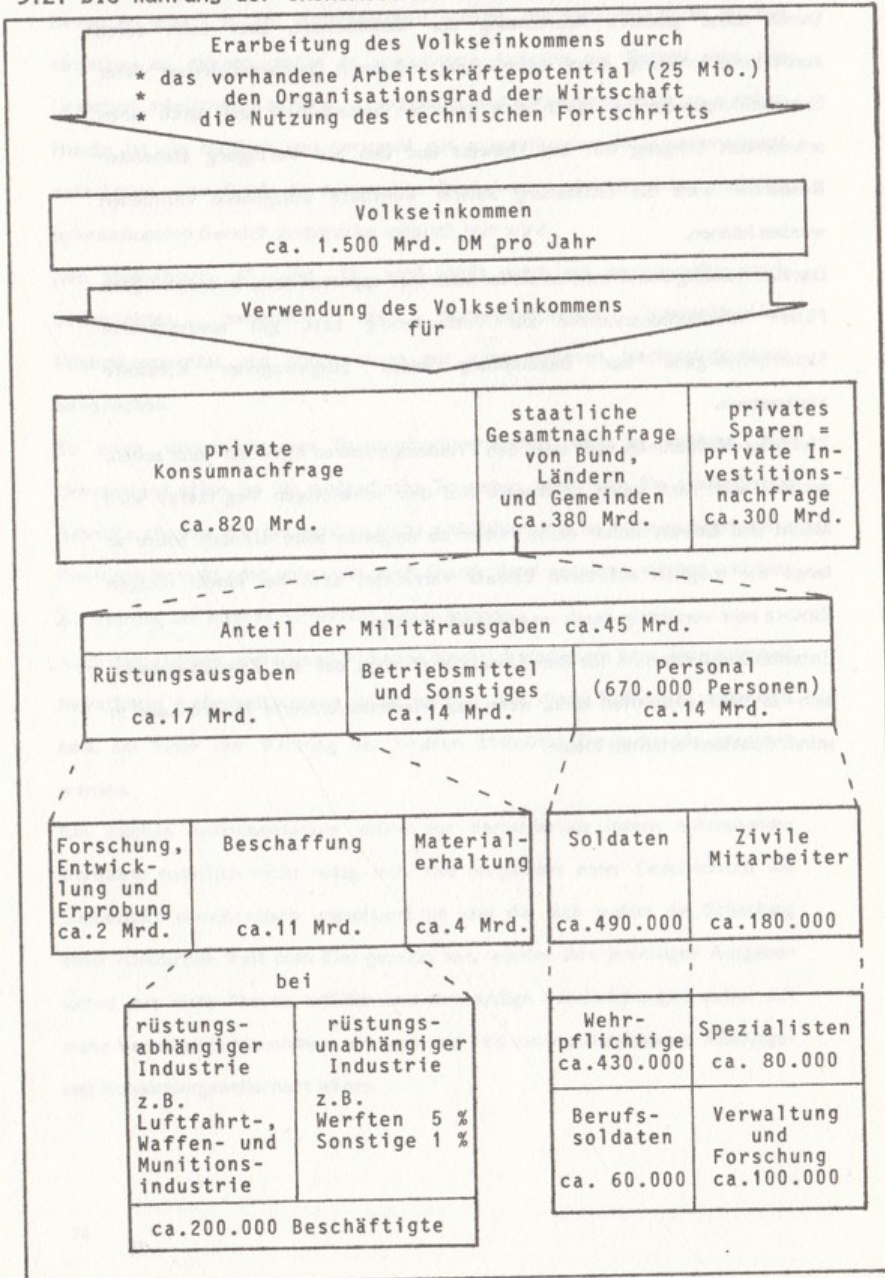 Erarbeitung des Volkseinkommens durch
* das vorhandene Arbeitskräftepotential (25 Mio.)
* den Organisationsgrad der Wirtschaft
* die Nutzung des technischen Fortschritts
Volkseinkommen
ca. 1.500 Mrd. DM pro Jahr
Verwendung des Volkseinkommens
für
private
Konsumnachfrage
ca.820 Mrd.
staatliche
Gesamtnachfrage
von Bund,
Ländern
und Gemeinden
ca.380 Mrd.
privates
Sparen =
private In-
vestitions-
nachfrage
ca.300 Mrd.
Anteil der Militärausgaben ca.45 Mrd.
Rüstungsausgaben
ca.17 Mrd.
Betriebsmittel
und Sonstiges
ca.14 Mrd.
Personal
(670.000 Personen)
ca.14 Mrd.
Forschung,
Entwick-
lung und
Erprobung
ca.2 Mrd.
Beschaffung
ca.11 Mrd.
Material-
erhaltung
ca.4 Mrd.
Soldaten
ca.490.000
Zivile
Mitarbeiter
ca.180.000
bei
rüstungs-
abhängiger
Industrie
z.B.
Luftfahrt-,
Waffen- und
Munitions-
industrie
rüstungs-
unabhängiger
Industrie
z.B.
Werften 5 %
Sonstige 1 %
ca.200.000 Beschäftigte
Wehr-
pflichtige
ca.430.000
Spezialisten
ca. 80.000
Berufs-
soldaten
ca. 60.000
Verwaltung
und
Forschung
ca.100.000